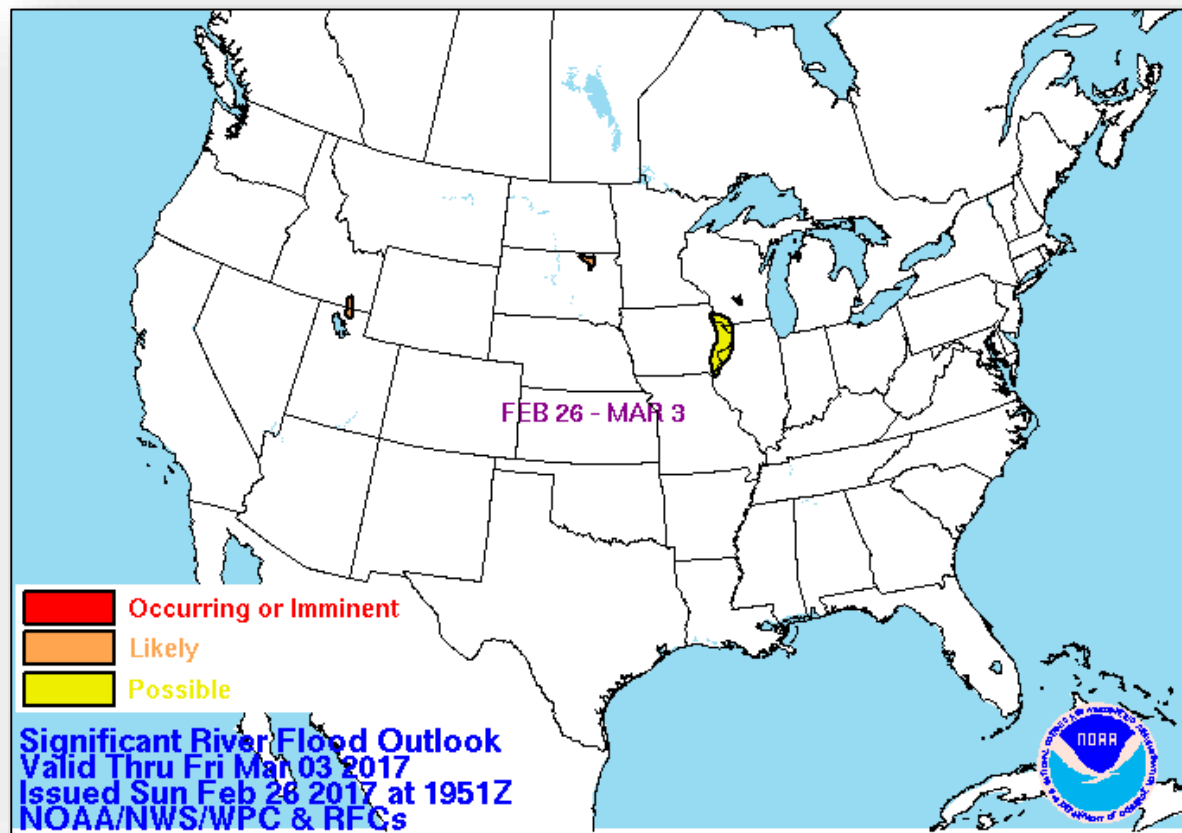 FEB 26 - MAR 3
Occurring or Imminent
Likely
Possible
Significant River Flood Outlook
Valid Thru Fri Mar 03 2017
Issued Sun Feb 26 2017 at 1951Z
NOAA/NWS/WPC & RFCs
NOAA